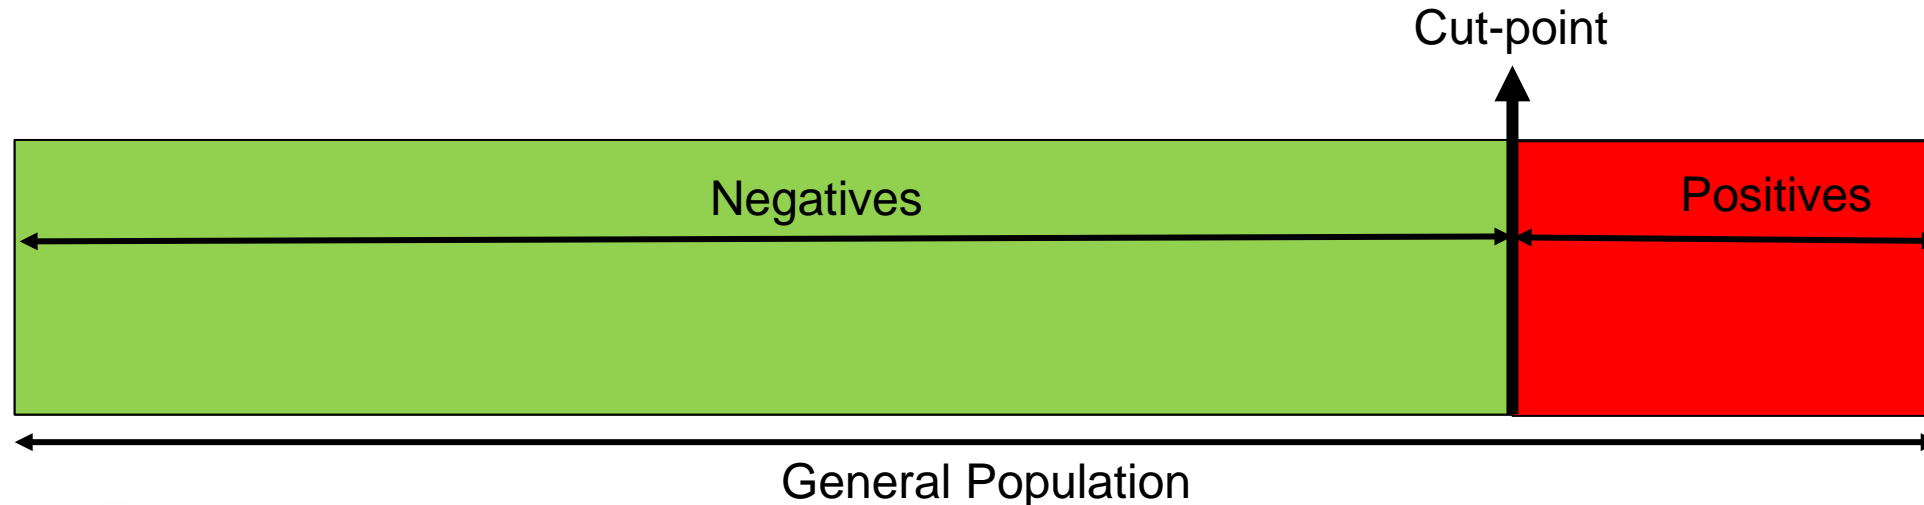 Cut-point
Negatives
Positives
General Population